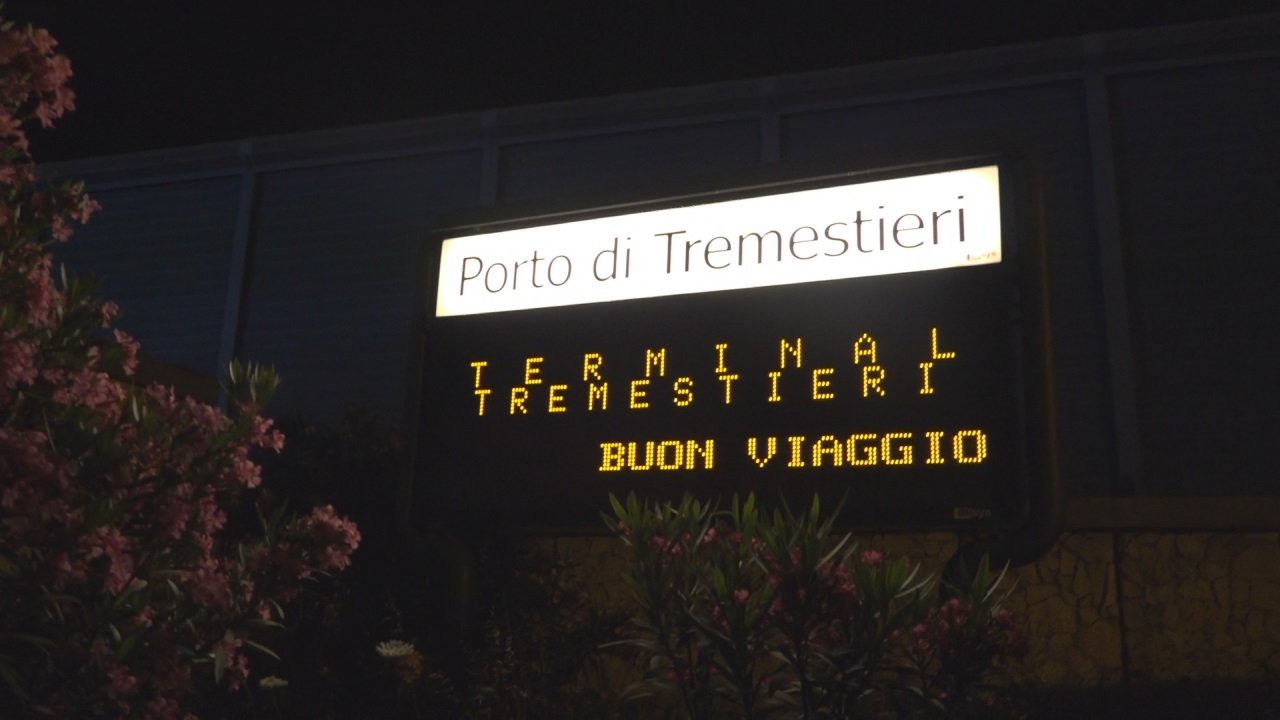 Porto di Tremestieri
TERMINAL
TREMESTIERI
BUON VIAGGIO